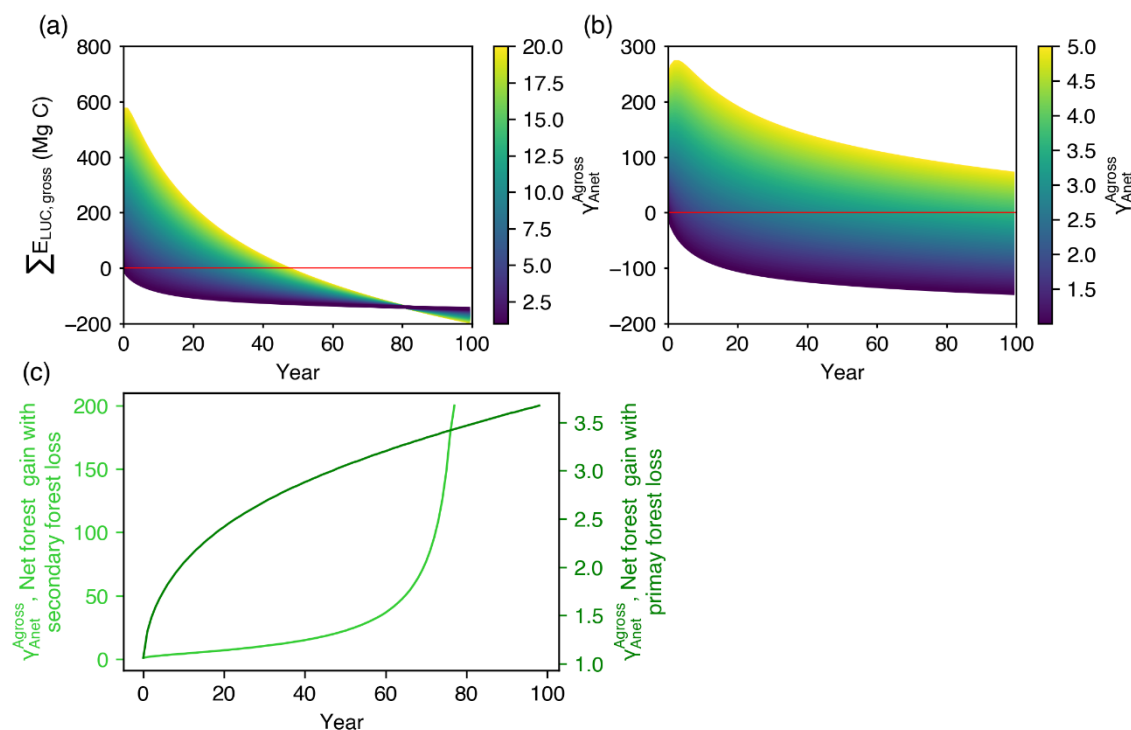 (a)
800
600
400
200
0
−200
0 20 40 60 80 100
Year
∑E_LUC, gross (Mg C)
20.0
17.5
15.0
12.5
10.0
7.5
5.0
2.5
γ^Agross_Anet
(b)
300
200
100
0
−100
−200
0 20 40 60 80 100
Year
5.0
4.5
4.0
3.5
3.0
2.5
2.0
1.5
γ^Agross_Anet
(c)
200
150
100
50
0
0 20 40 60 80 100
Year
γ^Agross_Anet , Net forest gain with
secondary forest loss
3.5
3.0
2.5
2.0
1.5
1.0
γ^Agross_Anet , Net forest gain with
primay forest loss